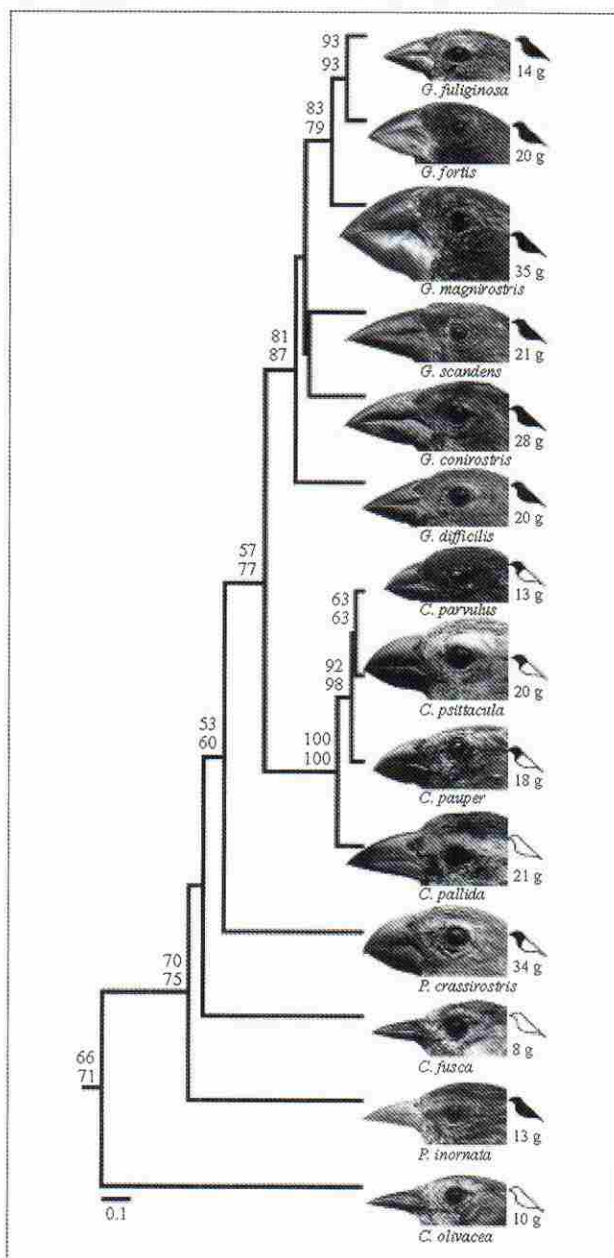 93
93
14 g
G. fuliginosa
83
79
20 g
G. fortis
35 g
G. magnirostris
81
87
21 g
G. scandens
28 g
G. conirostris
20 g
G. difficilis
57
77
13 g
C. parvulus
63
63
92
98
20 g
C. psittacula
53
60
100
100
18 g
C. pauper
21 g
C. pallida
70
75
34 g
P. crassirostris
66
71
8 g
C. fusca
13 g
P. inornata
0.1
10 g
C. olivacea